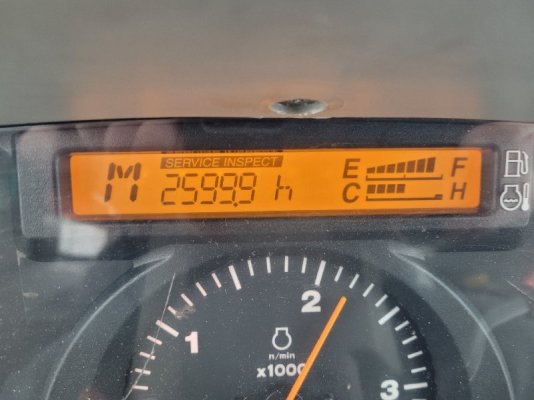 SERVICE INSPECT
M 2599.9 h E F
C H
1 2 3
n/min
x1000